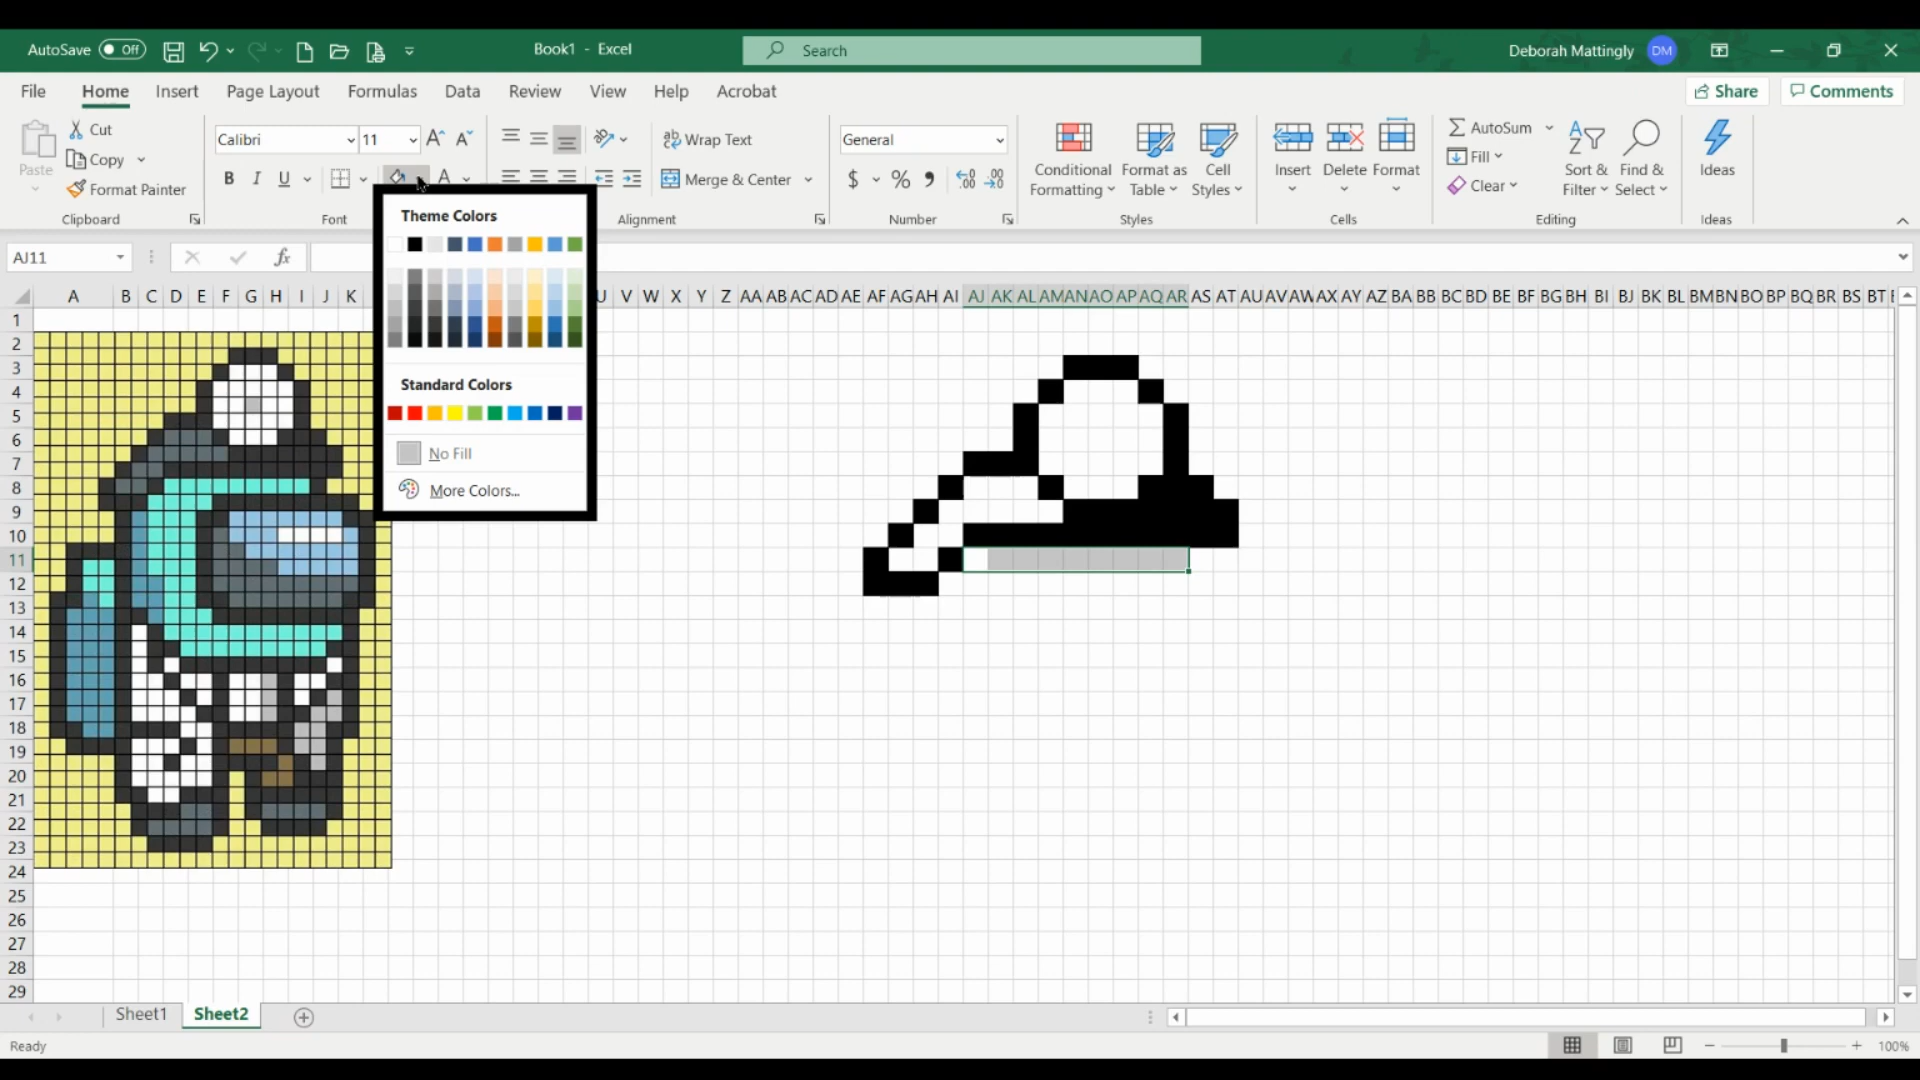 AutoSave Off Book1 - Excel Search Deborah Mattingly DM
File Home Insert Page Layout Formulas Data Review View Help Acrobat Share Comments
Cut
Copy
Format Painter
Paste
Clipboard
Calibri 11
B I U A
Font
Wrap Text
Merge & Center
Alignment
General
$ % ,
Number
Conditional Formatting
Format as Table
Cell Styles
Styles
Insert Delete Format
Cells
AutoSum
Fill
Clear
Sort & Filter
Find & Select
Editing
Ideas
Ideas
AJ11 fx
Theme Colors
Standard Colors
No Fill
More Colors...
A B C D E F G H I J K U V W X Y Z AA AB AC AD AE AF AG AH AI AJ AK AL AM AN AO AP AQ AR AS AT AU AV AW AX AY AZ BA BB BC BD BE BF BG BH BI BJ BK BL BM BN BO BP BQ BR BS BT
1
2
3
4
5
6
7
8
9
10
11
12
13
14
15
16
17
18
19
20
21
22
23
24
25
26
27
28
29
Sheet1 Sheet2
Ready 100%